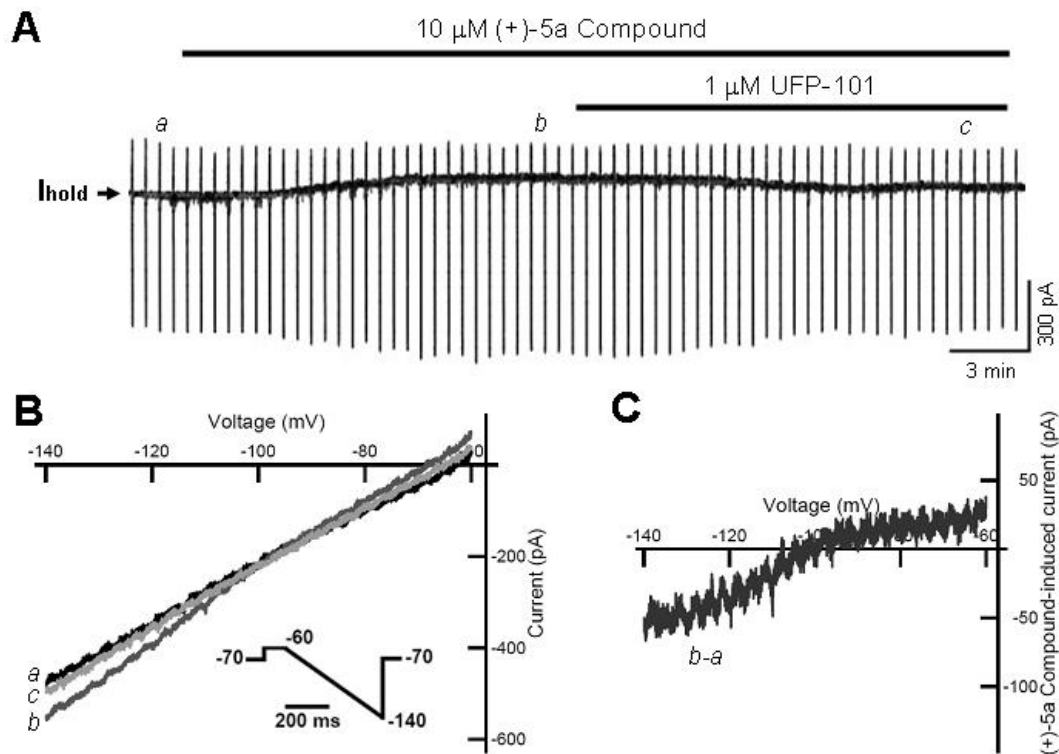 A
10 µM (+)-5a Compound
1 µM UFP-101
a
b
c
Ihold
300 pA
3 min
B
Voltage (mV)
-140
-120
-100
-80
0
-200
-400
-600
Current (pA)
a
c
b
-60
-70
-70
-140
200 ms
C
Voltage (mV)
-140
-120
-60
50
-50
-100
(+)-5a Compound-induced current (pA)
b-a